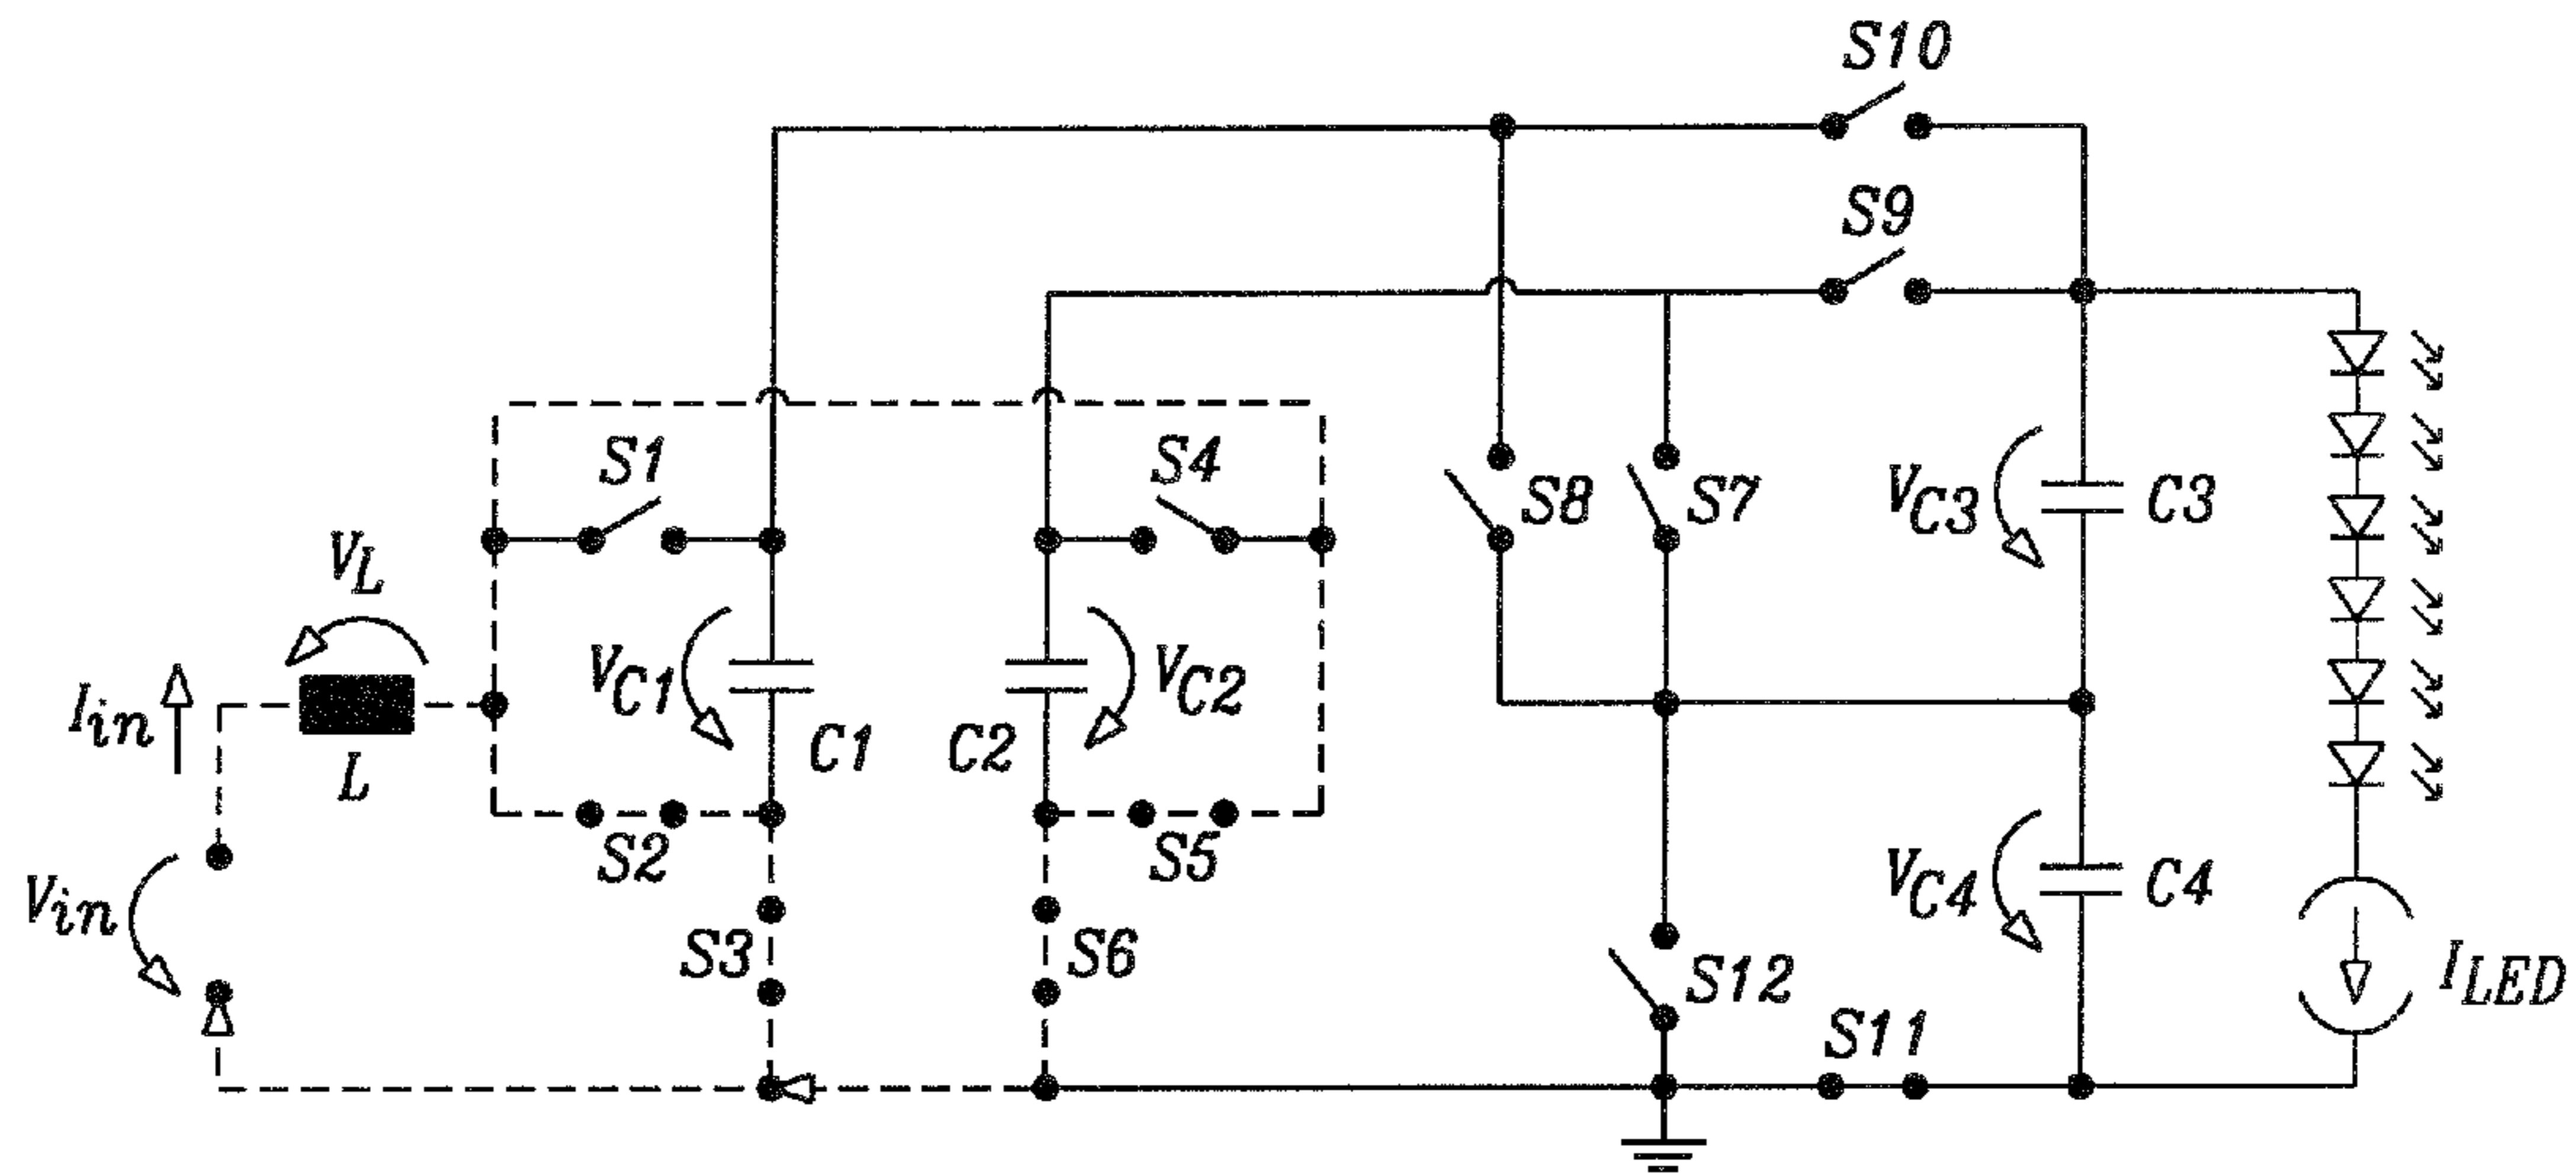 S10
S9
S1
S4
S8
S7
VC3
C3
VL
VC1
VC2
Iin
L
C1
C2
S2
S5
Vin
VC4
C4
S3
S6
S12
ILED
S11